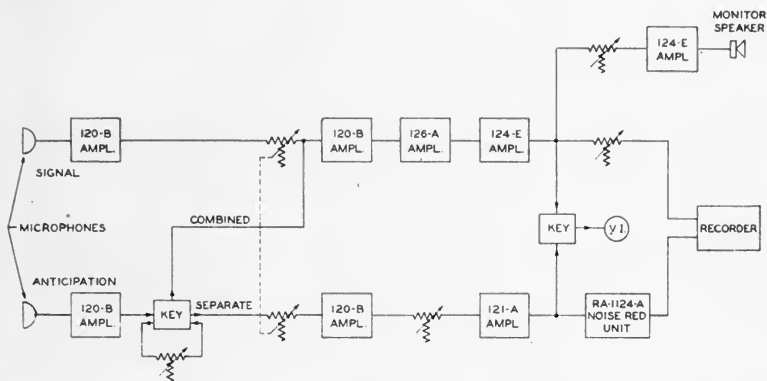 MONITOR
SPEAKER
124-E
AMPL.
120-B
AMPL.
120-B
AMPL.
126-A
AMPL.
124-E
AMPL.
SIGNAL
COMBINED
MICROPHONES
KEY
V I.
RECORDER
ANTICIPATION
SEPARATE
120-B
AMPL.
KEY
120-B
AMPL.
121-A
AMPL.
RA-1124-A
NOISE RED
UNIT